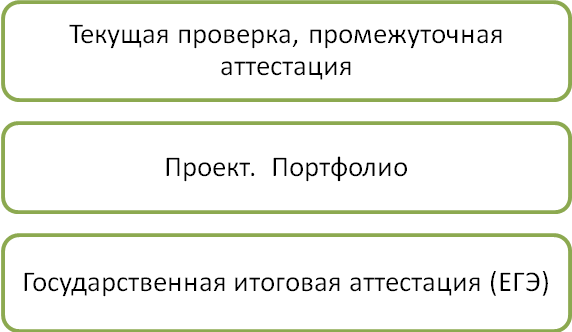 Текущая проверка, промежуточная
аттестация
Проект.  Портфолио
Государственная итоговая аттестация (ЕГЭ)